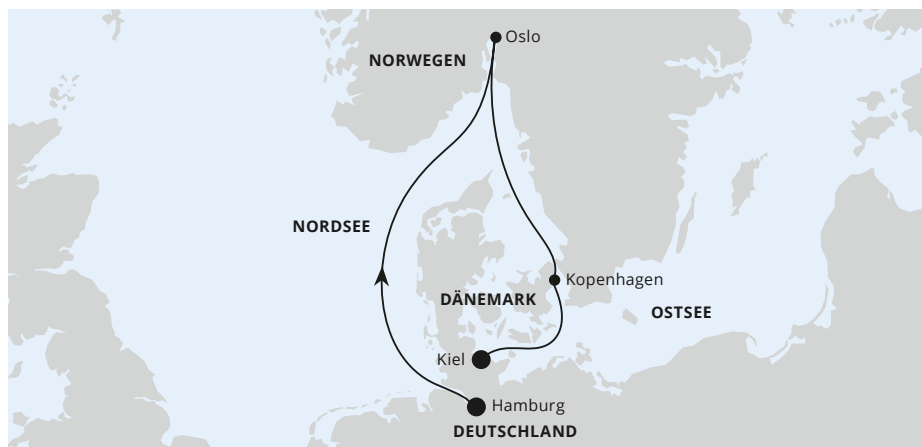 Oslo
NORWEGEN
NORDSEE
Kopenhagen
DÄNEMARK
OSTSEE
Kiel
Hamburg
DEUTSCHLAND